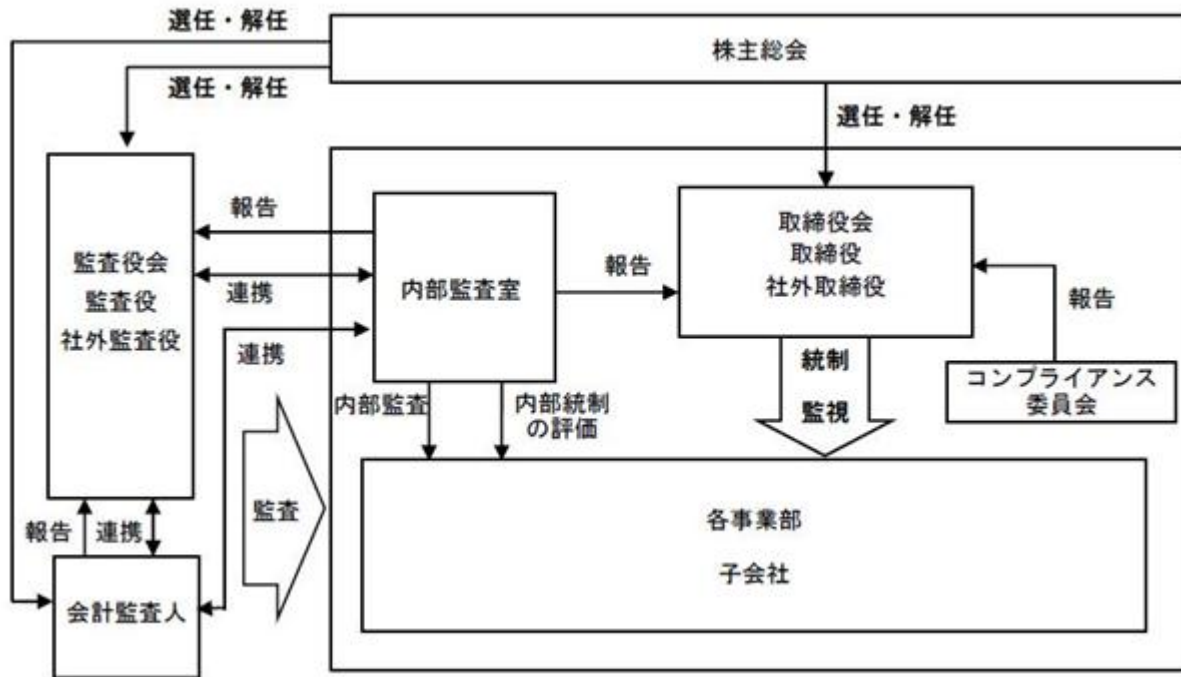 選任・解任
株主総会
選任・解任
選任・解任
報告
監査役会
監査役
社外監査役
連携
内部監査室
報告
取締役会
取締役
社外取締役
報告
連携
内部監査
内部統制
の評価
統制
監視
コンプライアンス
委員会
監査
各事業部
子会社
報告
連携
会計監査人